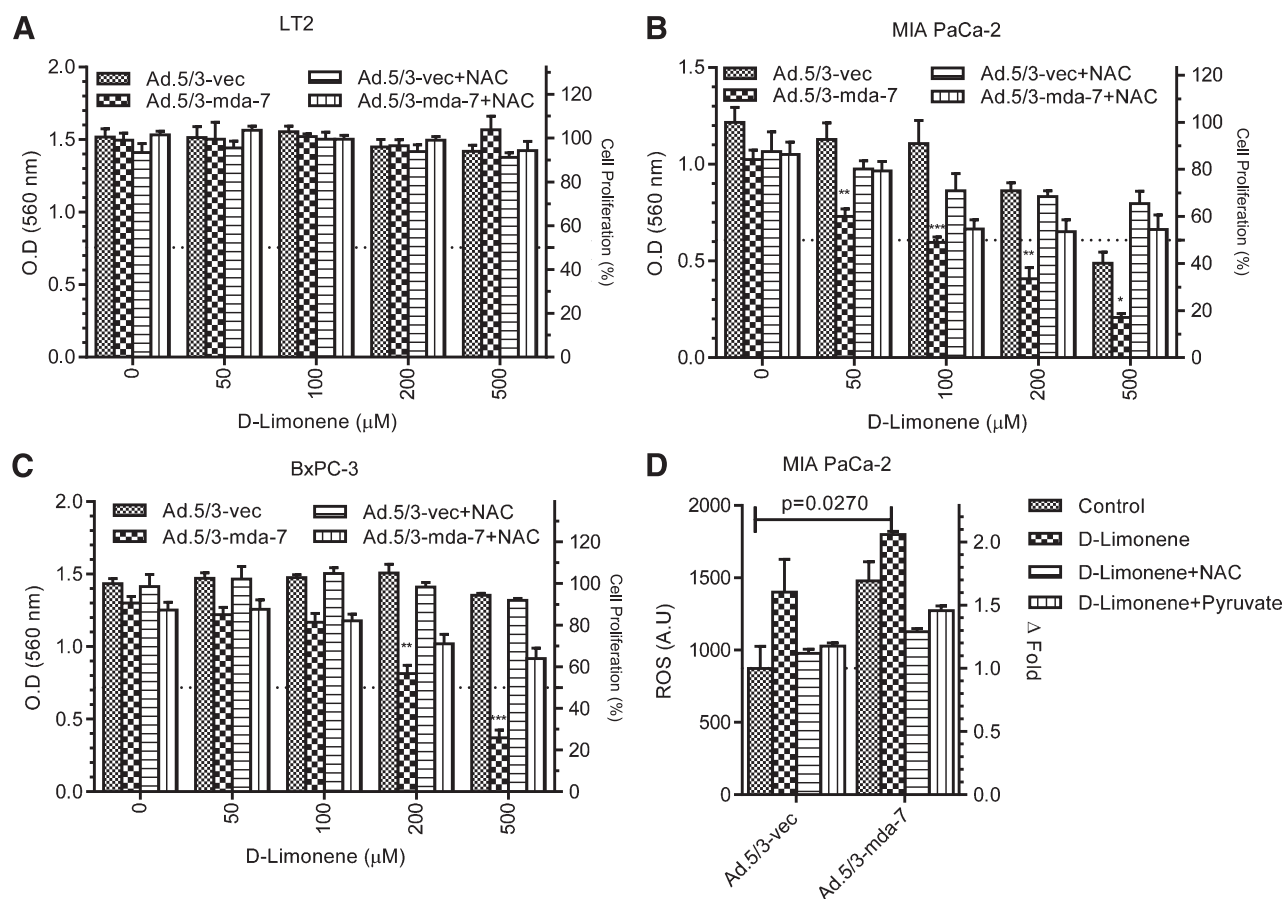 A
LT2
Ad.5/3-vec
Ad.5/3-vec+NAC
Ad.5/3-mda-7
Ad.5/3-mda-7+NAC
2.0
1.5
1.0
0.5
0.0
O.D (560 nm)
120
100
80
60
40
20
0
Cell Proliferation (%)
0
50
100
200
500
D-Limonene (μM)
B
MIA PaCa-2
Ad.5/3-vec
Ad.5/3-vec+NAC
Ad.5/3-mda-7
Ad.5/3-mda-7+NAC
1.5
1.0
0.5
0.0
O.D (560 nm)
**
***
**
*
120
100
80
60
40
20
0
Cell Proliferation (%)
0
50
100
200
500
D-Limonene (μM)
C
BxPC-3
Ad.5/3-vec
Ad.5/3-vec+NAC
Ad.5/3-mda-7
Ad.5/3-mda-7+NAC
2.0
1.5
1.0
0.5
0.0
O.D (560 nm)
**
***
120
100
80
60
40
20
0
Cell Proliferation (%)
0
50
100
200
500
D-Limonene (μM)
D
MIA PaCa-2
p=0.0270
2000
1500
1000
500
0
ROS (A.U)
2.0
1.5
1.0
0.5
0.0
Δ Fold
Control
D-Limonene
D-Limonene+NAC
D-Limonene+Pyruvate
Ad.5/3-vec
Ad.5/3-mda-7